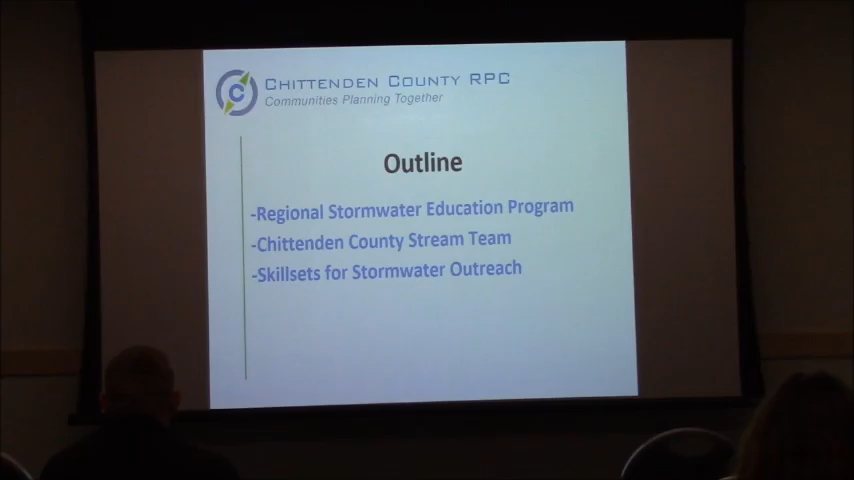 C
CHITTENDEN COUNTY RPC
Communities Planning Together
Outline
-Regional Stormwater Education Program
-Chittenden County Stream Team
-Skillsets for Stormwater Outreach